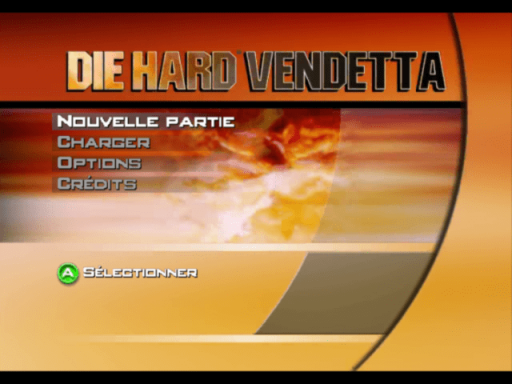 DIE HARD VENDETTA
NOUVELLE PARTIE
CHARGER
OPTIONS
CRÉDITS
A SÉLECTIONNER